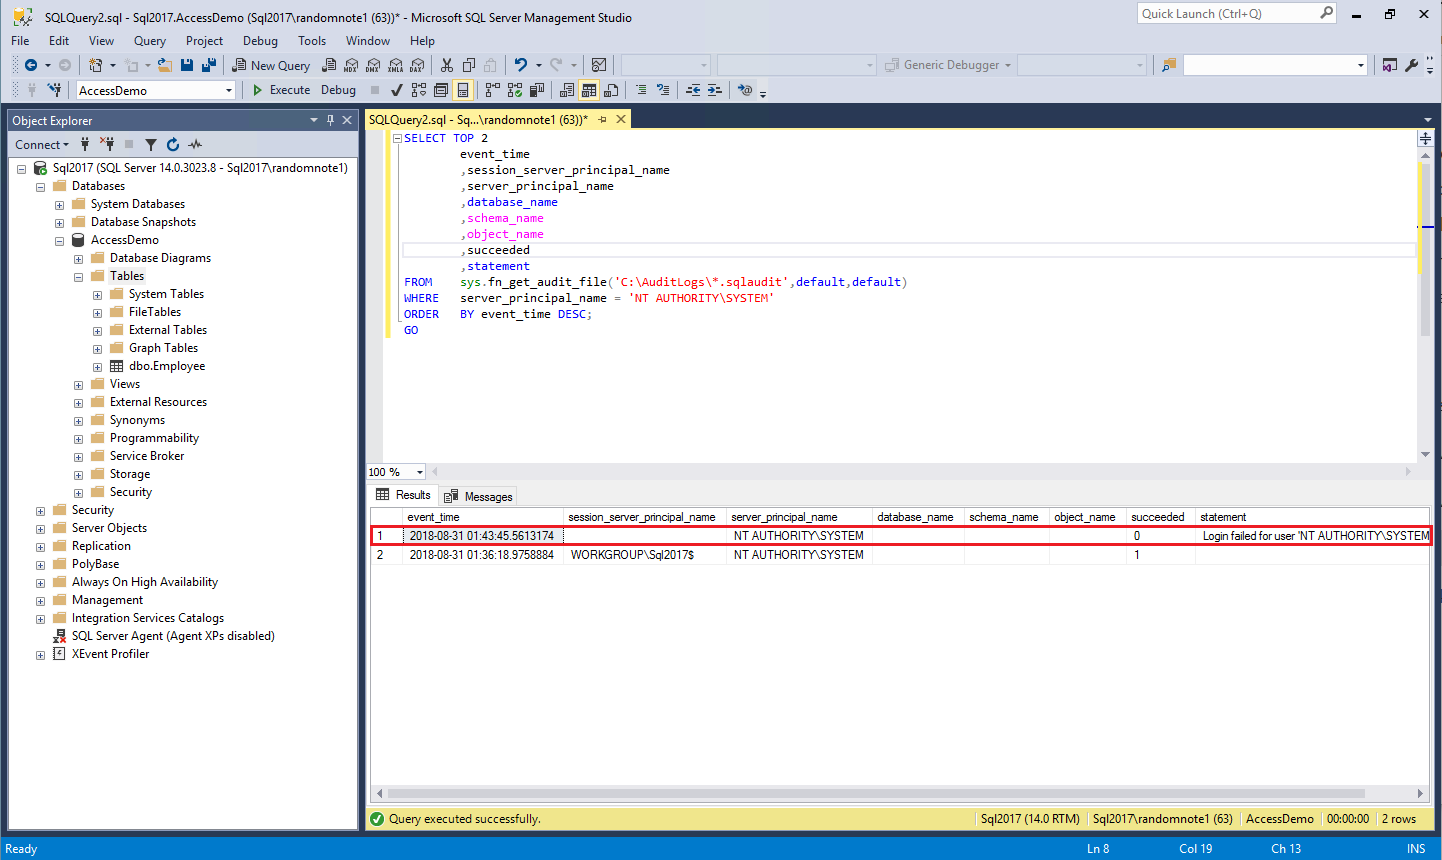 SQLQuery2.sql - Sql2017.AccessDemo (Sql2017\randomnote1 (63))* - Microsoft SQL Server Management Studio
Quick Launch (Ctrl+Q)
File Edit View Query Project Debug Tools Window Help
New Query MDX DMX XMLA DAX Generic Debugger
AccessDemo Execute Debug
Object Explorer
Connect
Sql2017 (SQL Server 14.0.3023.8 - Sql2017\randomnote1)
Databases
System Databases
Database Snapshots
AccessDemo
Database Diagrams
Tables
System Tables
FileTables
External Tables
Graph Tables
dbo.Employee
Views
External Resources
Synonyms
Programmability
Service Broker
Storage
Security
Security
Server Objects
Replication
PolyBase
Always On High Availability
Management
Integration Services Catalogs
SQL Server Agent (Agent XPs disabled)
XEvent Profiler
SQLQuery2.sql - Sq...\randomnote1 (63))*
SELECT TOP 2
event_time
,session_server_principal_name
,server_principal_name
,database_name
,schema_name
,object_name
,succeeded
,statement
FROM sys.fn_get_audit_file('C:\AuditLogs\*.sqlaudit',default,default)
WHERE server_principal_name = 'NT AUTHORITY\SYSTEM'
ORDER BY event_time DESC;
GO
100 %
Results Messages
event_time session_server_principal_name server_principal_name database_name schema_name object_name succeeded statement
1 2018-08-31 01:43:45.5613174 NT AUTHORITY\SYSTEM 0 Login failed for user 'NT AUTHORITY\SYSTEM
2 2018-08-31 01:36:18.9758884 WORKGROUP\Sql2017$ NT AUTHORITY\SYSTEM 1
Query executed successfully. Sql2017 (14.0 RTM) Sql2017\randomnote1 (63) AccessDemo 00:00:00 2 rows
Ready Ln 8 Col 19 Ch 13 INS